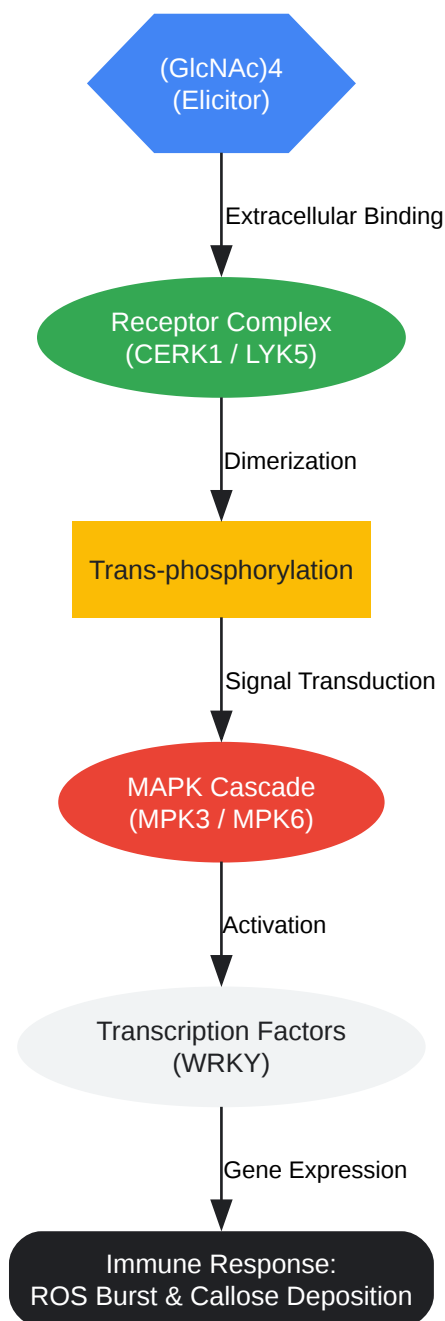 (GlcNAc)4
(Elicitor)
Extracellular Binding
Receptor Complex
(CERK1 / LYK5)
Dimerization
Trans-phosphorylation
Signal Transduction
MAPK Cascade
(MPK3 / MPK6)
Activation
Transcription Factors
(WRKY)
Gene Expression
Immune Response:
ROS Burst & Callose Deposition